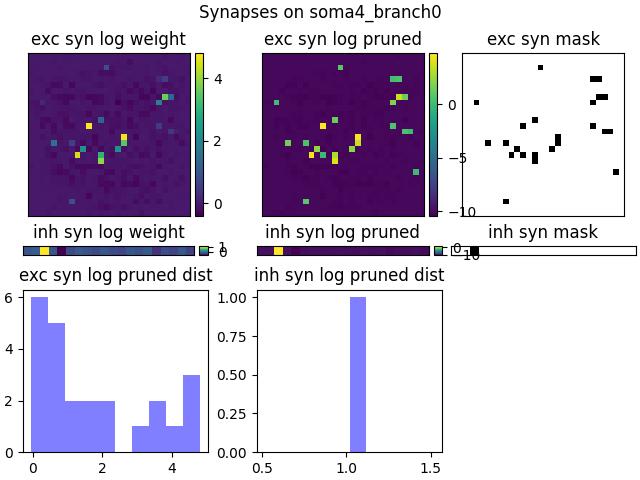 Synapses on soma4_branch0
exc syn log weight
exc syn log pruned
exc syn mask
4
2
0
0
−5
−10
inh syn log weight
inh syn log pruned
inh syn mask
1
0
0
−10
exc syn log pruned dist
inh syn log pruned dist
6
4
2
0
0 2 4
1.00
0.75
0.50
0.25
0.00
0.5 1.0 1.5